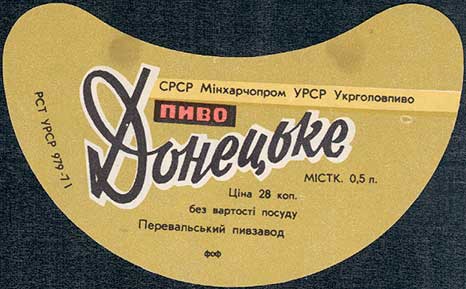 СРСР Мінхарчопром УРСР Укрголовпиво
ПИВО
Донецьке
РСТ УРСР 979-71
МІСТК. 0,5 л.
Ціна 28 коп.
без вартості посуду
Перевальський пивзавод
фоф